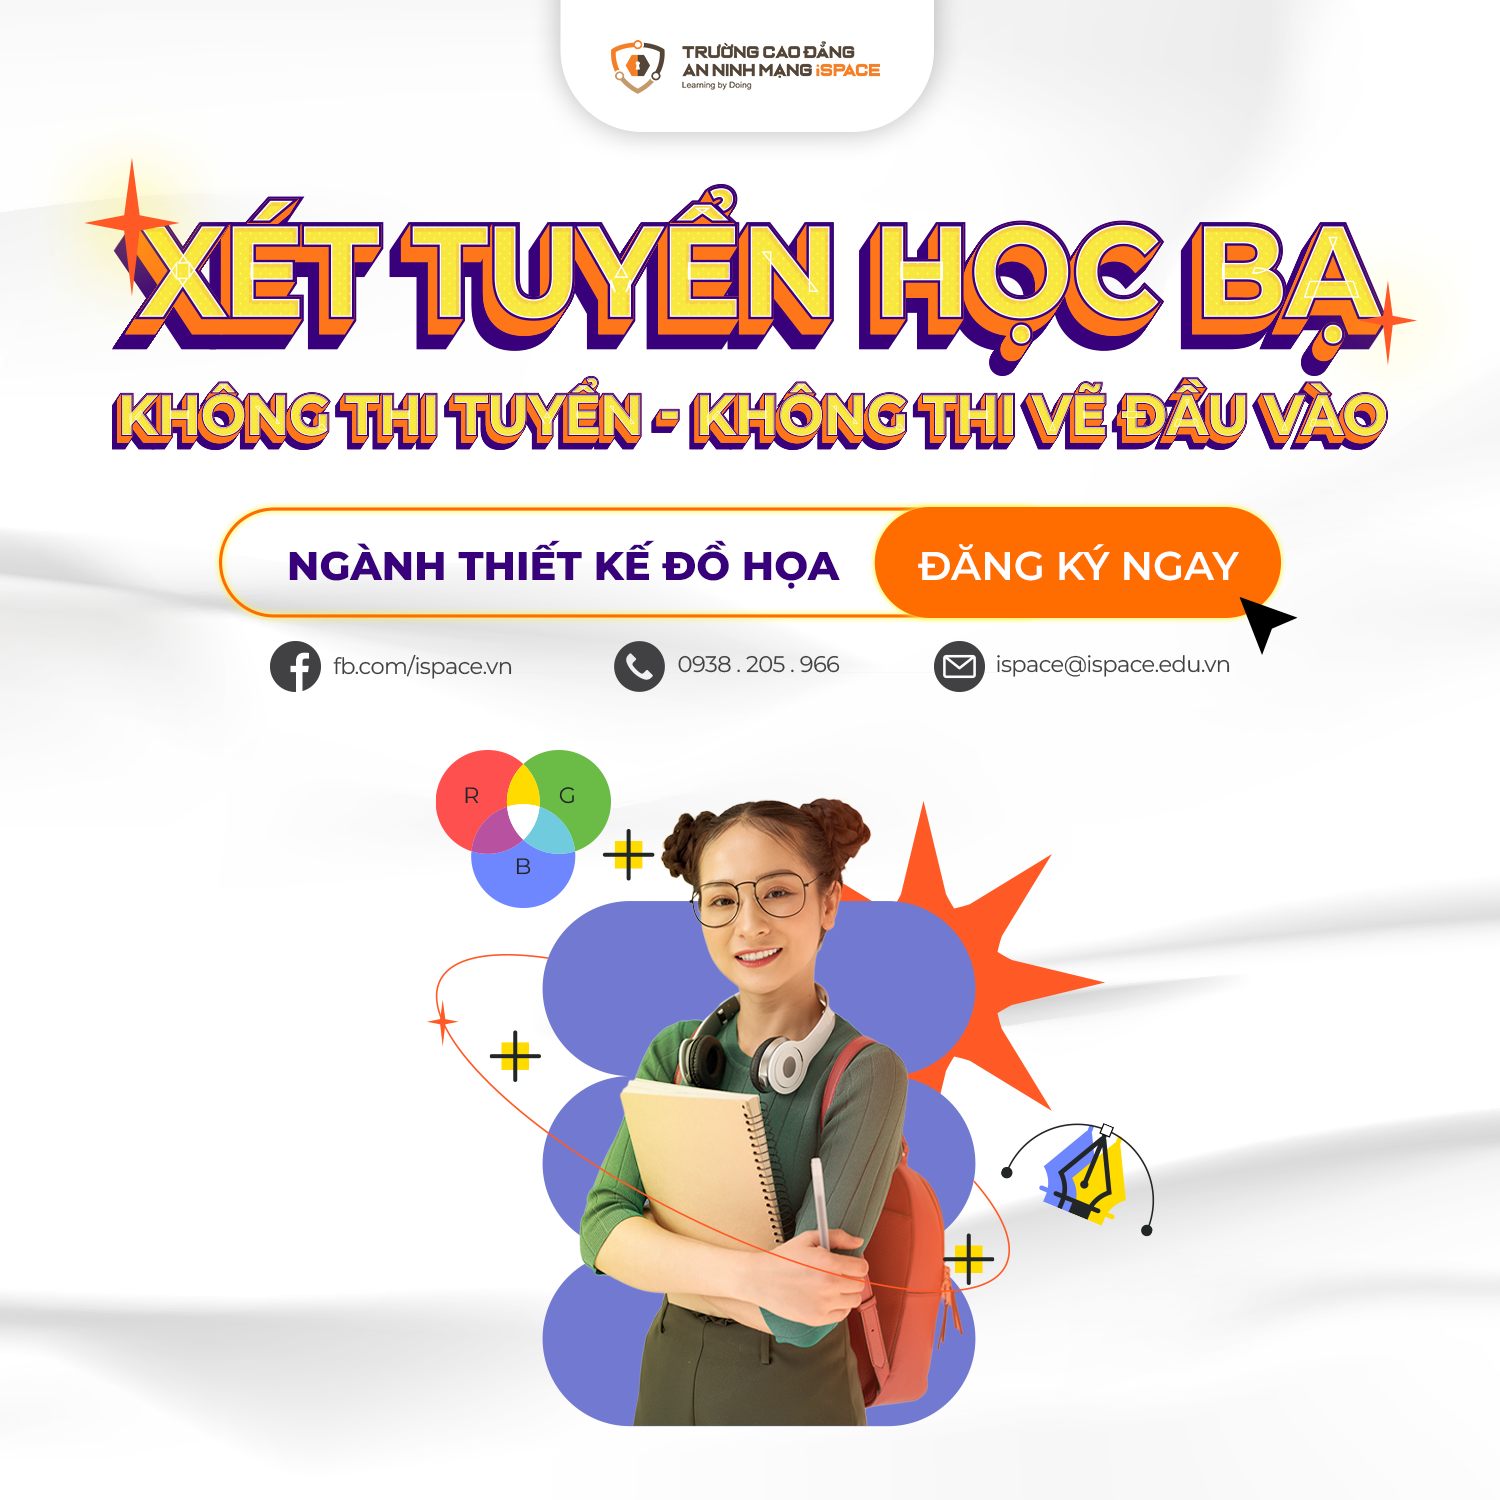 TRƯỜNG CAO ĐẲNG
AN NINH MẠNG iSPACE
Learning by Doing
XÉT TUYỂN HỌC BẠ
KHÔNG THI TUYỂN - KHÔNG THI VẼ ĐẦU VÀO
NGÀNH THIẾT KẾ ĐỒ HỌA
ĐĂNG KÝ NGAY
fb.com/ispace.vn
0938 . 205 . 966
ispace@ispace.edu.vn
R
G
B